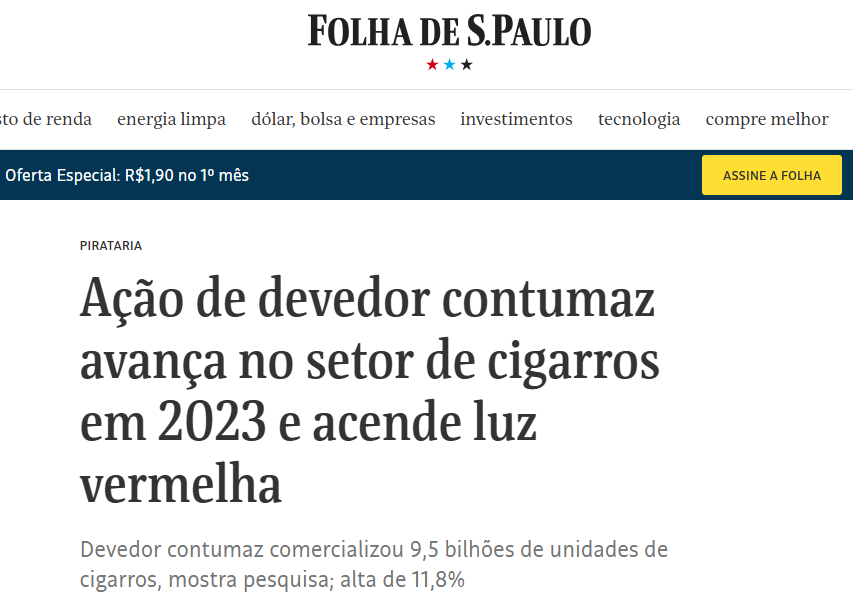 FOLHA DE S.PAULO
to de renda energia limpa dólar, bolsa e empresas investimentos tecnologia compre melhor
Oferta Especial: R$1,90 no 1º mês ASSINE A FOLHA
PIRATARIA
Ação de devedor contumaz
avança no setor de cigarros
em 2023 e acende luz
vermelha
Devedor contumaz comercializou 9,5 bilhões de unidades de
cigarros, mostra pesquisa; alta de 11,8%